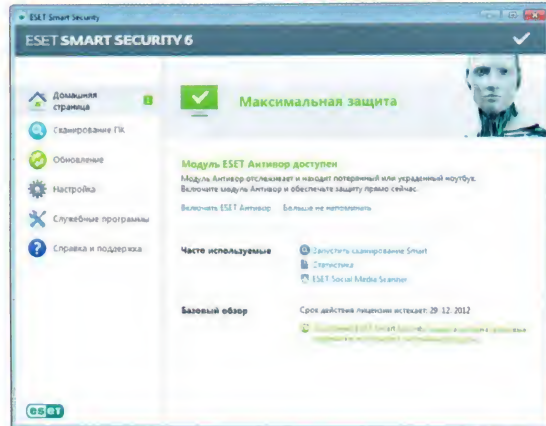 ESET Smart Security
ESET SMART SECURITY 6
Домашняя страница
1
Сканирование ПК
Обновление
Настройка
Служебные программы
Справка и поддержка
Максимальная защита
Модуль ESET Антивор доступен
Модуль Антивор отслеживает и находит потерянный или украденный ноутбук.
Включите модуль Антивор и обеспечьте защиту прямо сейчас.
Включить ESET Антивор Больше не напоминать
Часто используемые
Запустить сканирование Smart
Статистика
ESET Social Media Scanner
Базовый обзор
Срок действия лицензии истекает: 29. 12. 2012
eset